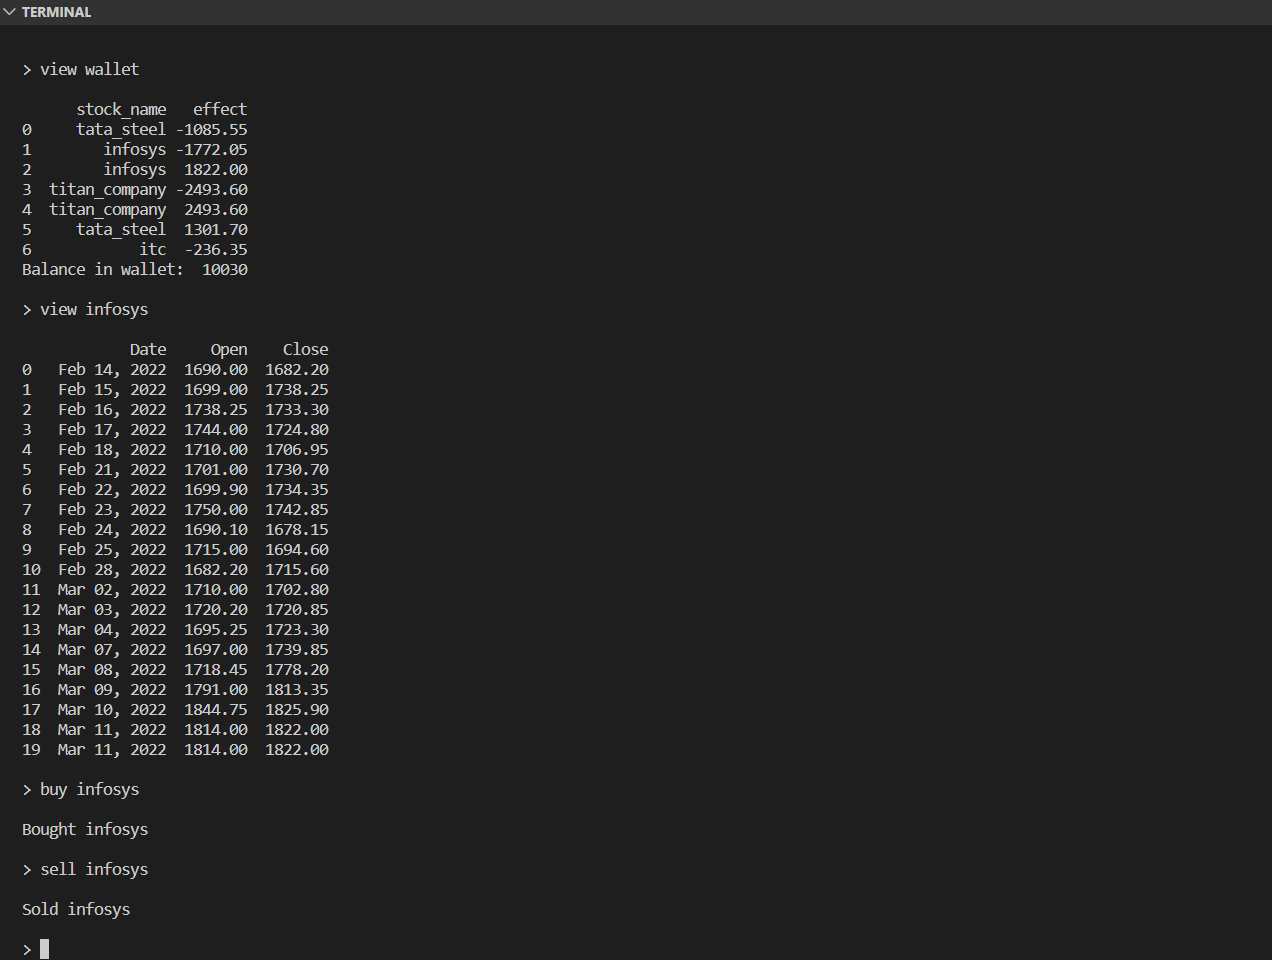 TERMINAL
> view wallet
stock_name effect
0 tata_steel -1085.55
1 infosys -1772.05
2 infosys 1822.00
3 titan_company -2493.60
4 titan_company 2493.60
5 tata_steel 1301.70
6 itc -236.35
Balance in wallet: 10030
> view infosys
Date Open Close
0 Feb 14, 2022 1690.00 1682.20
1 Feb 15, 2022 1699.00 1738.25
2 Feb 16, 2022 1738.25 1733.30
3 Feb 17, 2022 1744.00 1724.80
4 Feb 18, 2022 1710.00 1706.95
5 Feb 21, 2022 1701.00 1730.70
6 Feb 22, 2022 1699.90 1734.35
7 Feb 23, 2022 1750.00 1742.85
8 Feb 24, 2022 1690.10 1678.15
9 Feb 25, 2022 1715.00 1694.60
10 Feb 28, 2022 1682.20 1715.60
11 Mar 02, 2022 1710.00 1702.80
12 Mar 03, 2022 1720.20 1720.85
13 Mar 04, 2022 1695.25 1723.30
14 Mar 07, 2022 1697.00 1739.85
15 Mar 08, 2022 1718.45 1778.20
16 Mar 09, 2022 1791.00 1813.35
17 Mar 10, 2022 1844.75 1825.90
18 Mar 11, 2022 1814.00 1822.00
19 Mar 11, 2022 1814.00 1822.00
> buy infosys
Bought infosys
> sell infosys
Sold infosys
>